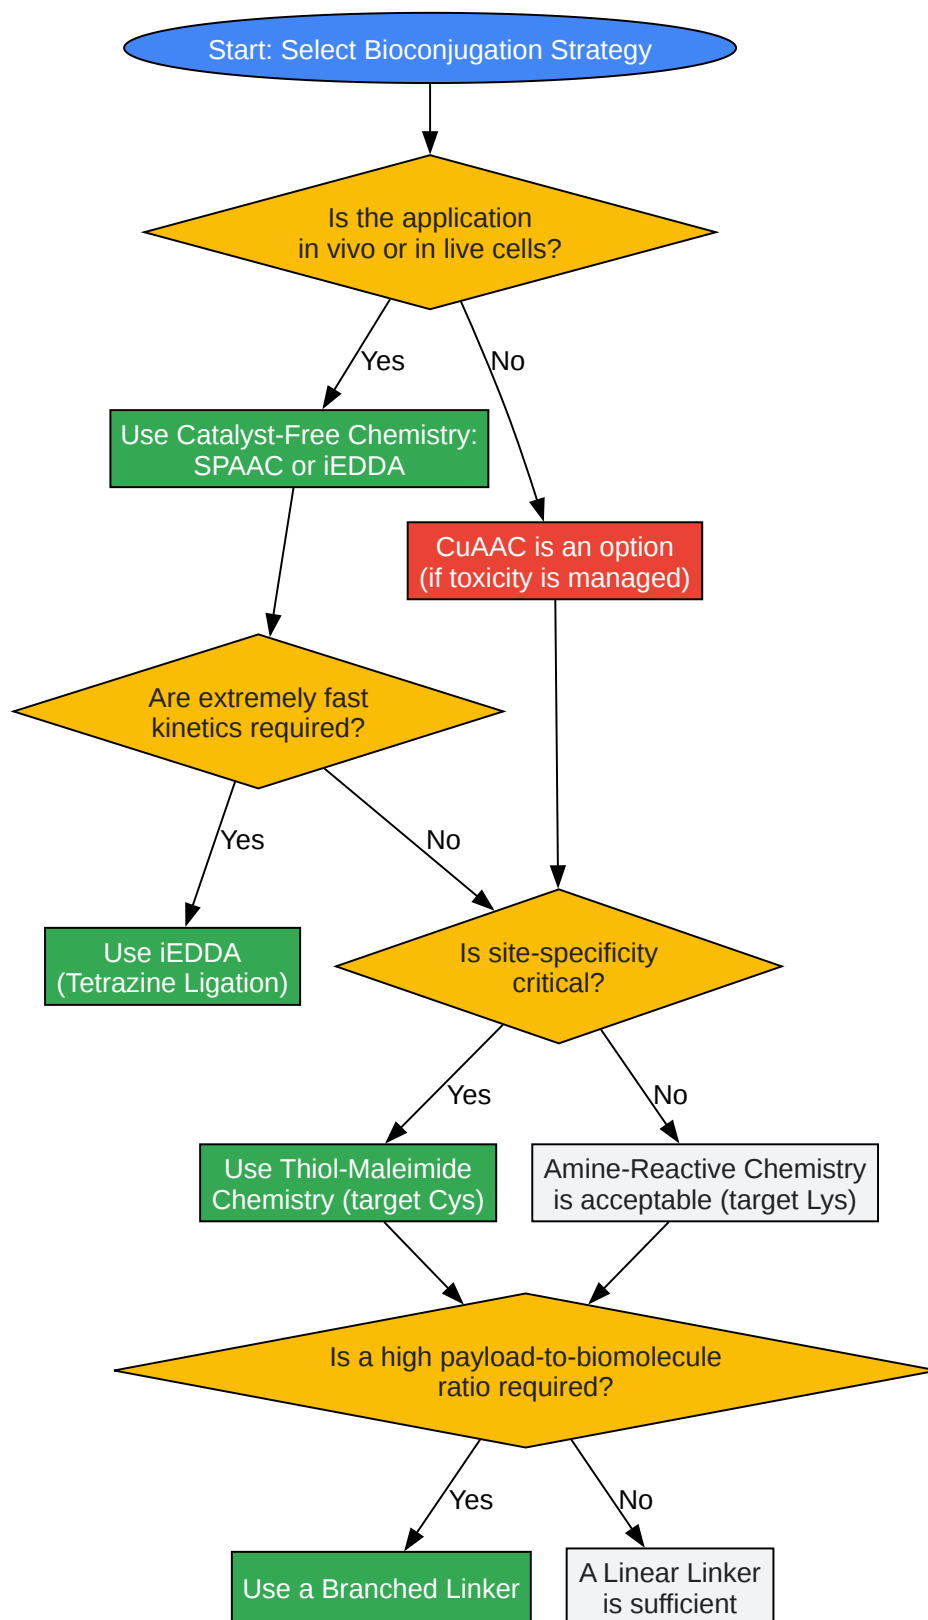 Start: Select Bioconjugation Strategy
Is the application
in vivo or in live cells?
Yes
No
Use Catalyst-Free Chemistry:
SPAAC or iEDDA
CuAAC is an option
(if toxicity is managed)
Are extremely fast
kinetics required?
Yes
No
Use iEDDA
(Tetrazine Ligation)
Is site-specificity
critical?
Yes
No
Use Thiol-Maleimide
Chemistry (target Cys)
Amine-Reactive Chemistry
is acceptable (target Lys)
Is a high payload-to-biomolecule
ratio required?
Yes
No
Use a Branched Linker
A Linear Linker
is sufficient